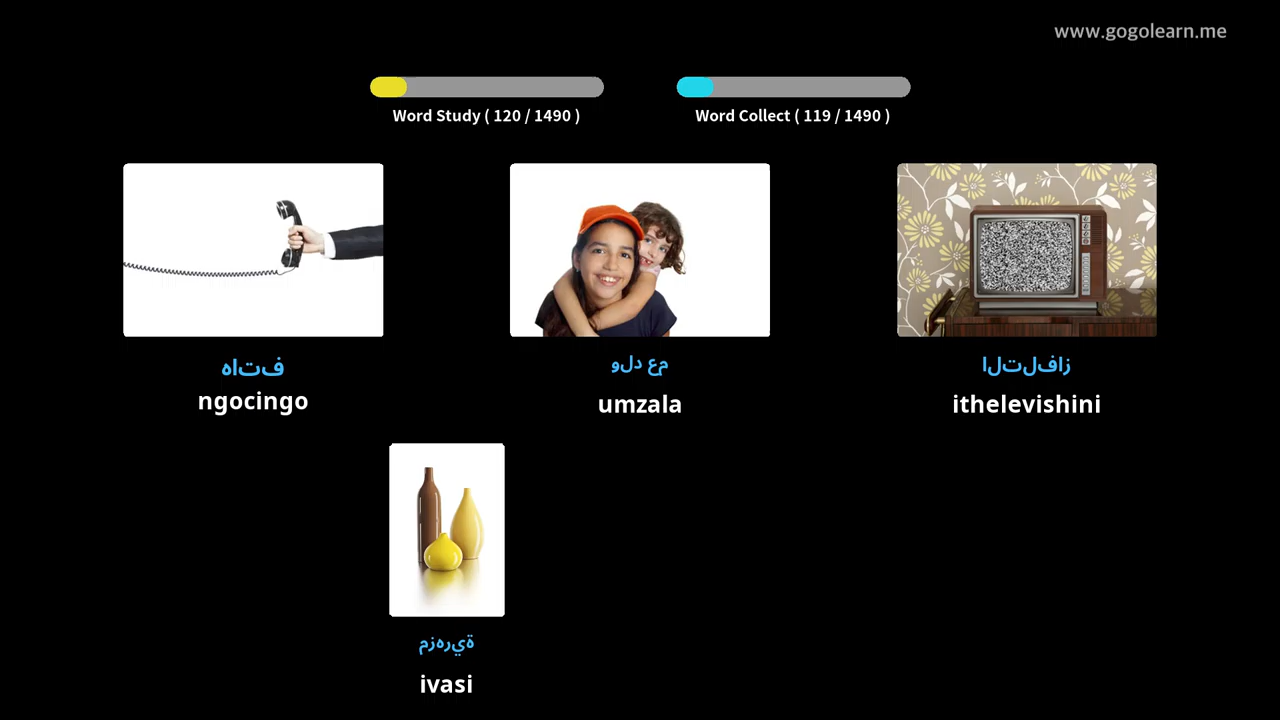 www.gogolearn.me
Word Study ( 120 / 1490 )
Word Collect ( 119 / 1490 )
هاتف
ngocingo
ولد عم
umzala
التلفاز
ithelevishini
مزهرية
ivasi